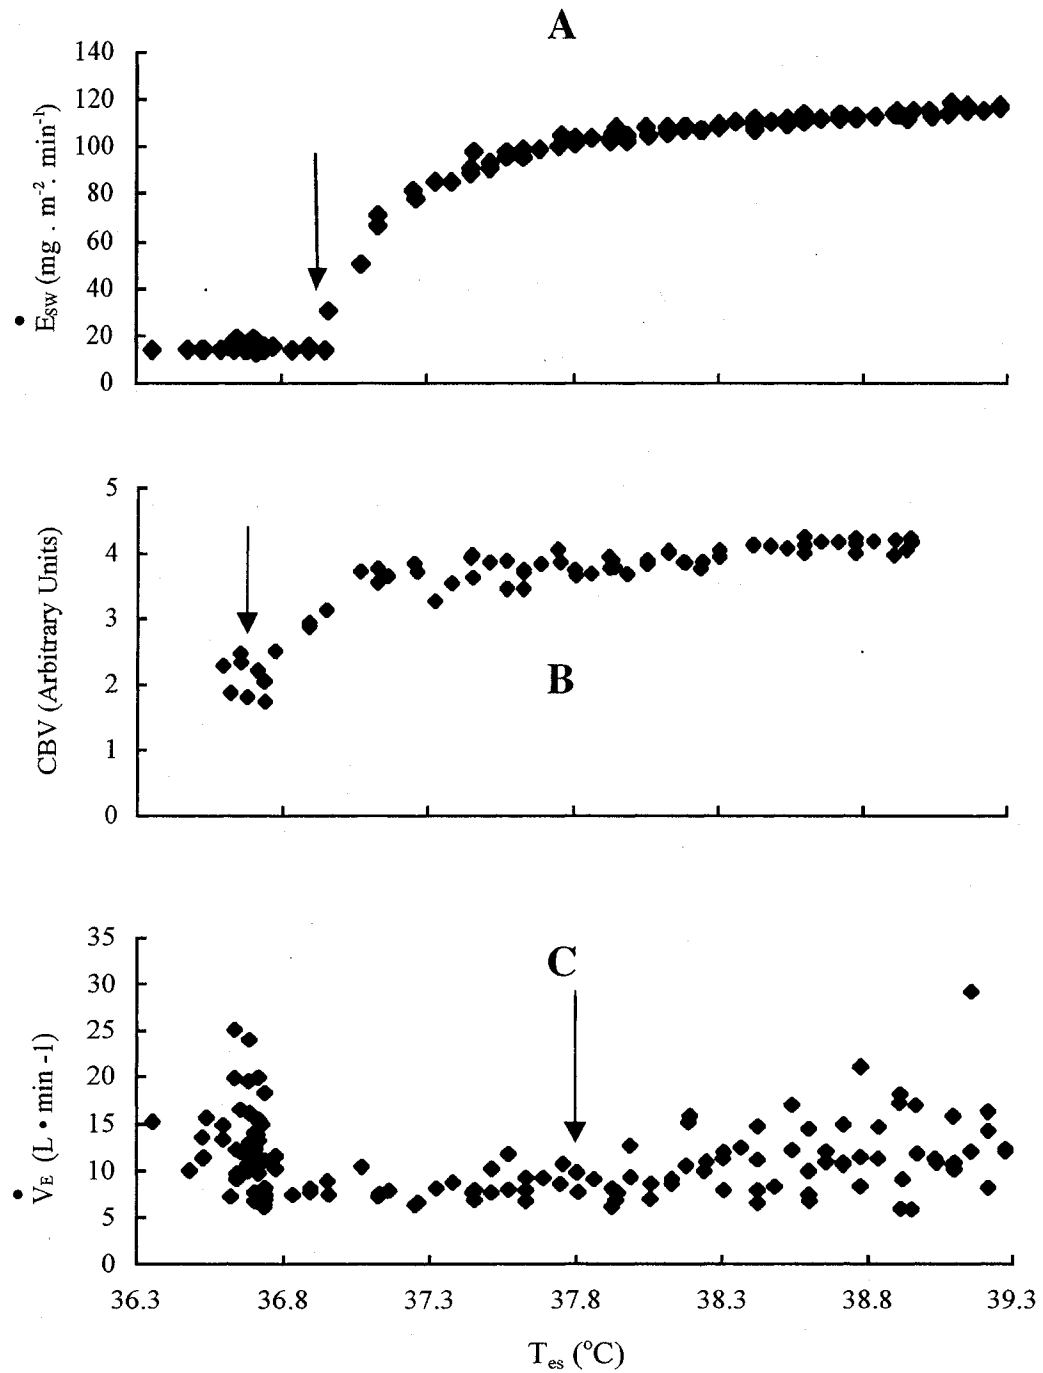 A
140
120
100
80
60
40
20
0
Ė_SW (mg . m⁻². min⁻¹)
5
4
3
2
1
0
CBV (Arbitrary Units)
B
35
30
25
20
15
10
5
0
V̇_E (L • min -1)
C
36.3 36.8 37.3 37.8 38.3 38.8 39.3
T_es (°C)